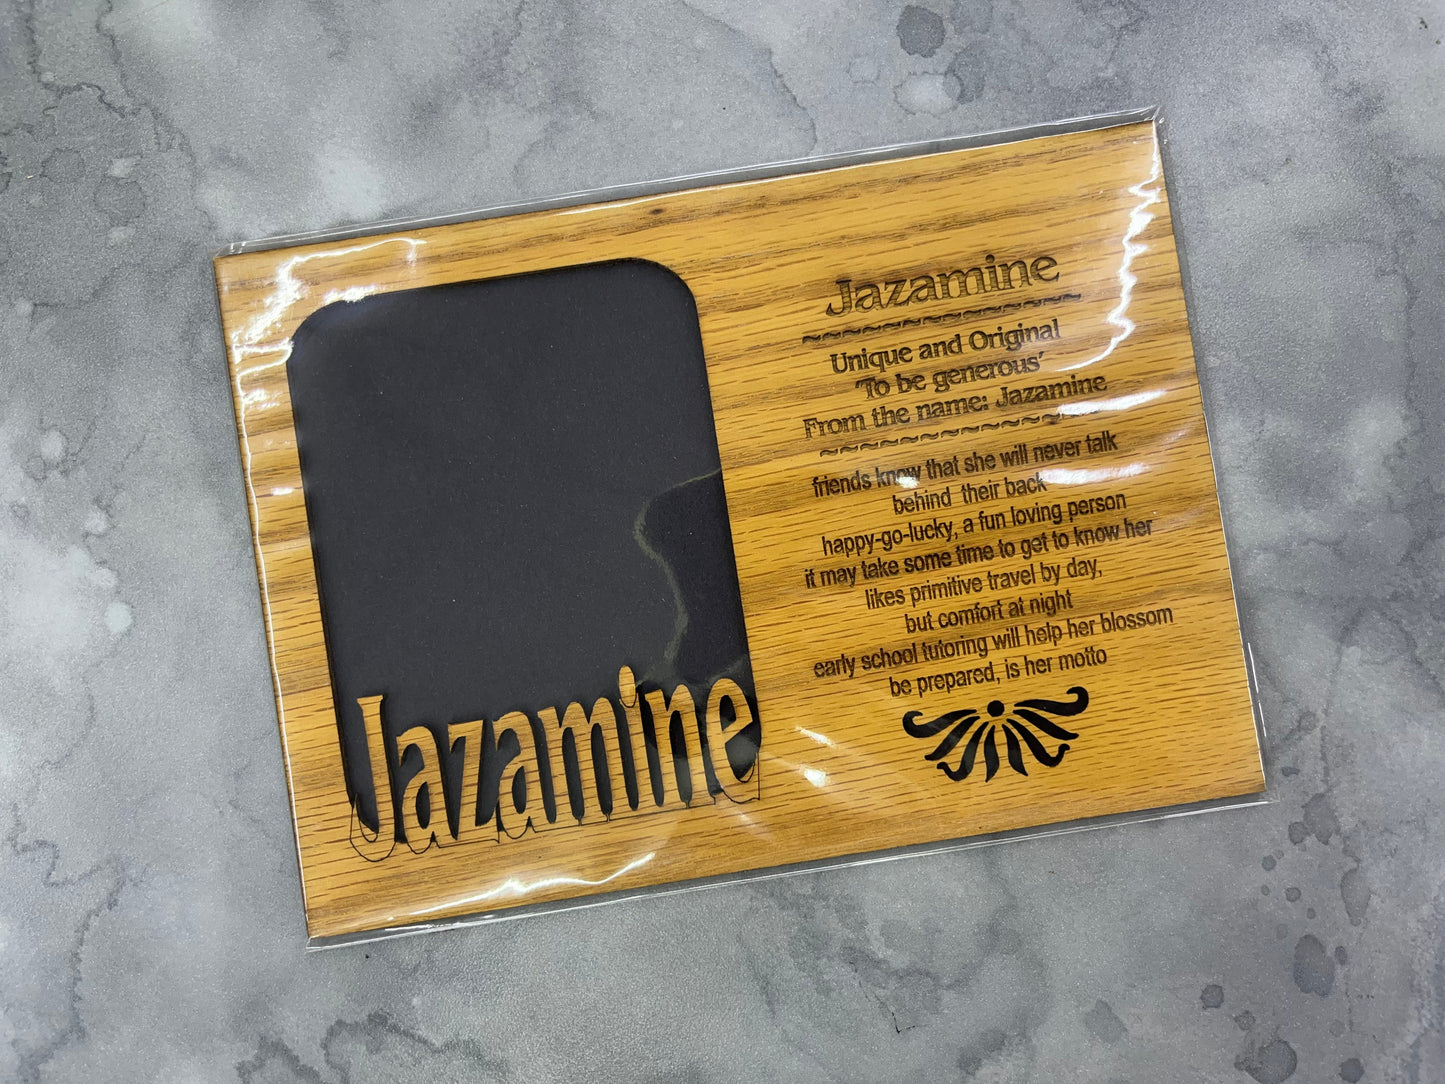 Jazamine
Jazamine
~~~~~~~~~~~~~~~
Unique and Original
'To be generous'
From the name: Jazamine
~~~~~~~~~~~~~~~
friends know that she will never talk
behind their back
happy-go-lucky, a fun loving person
it may take some time to get to know her
likes primitive travel by day,
but comfort at night
early school tutoring will help her blossom
be prepared, is her motto